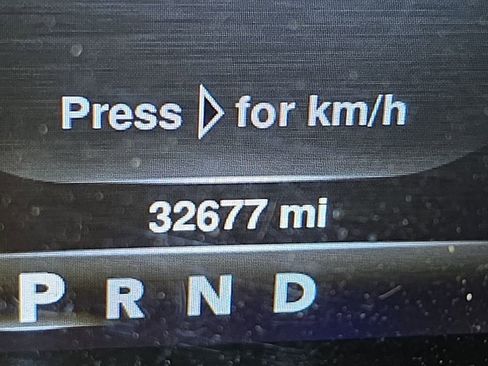 Press ▷ for km/h
32677 mi
P R N D